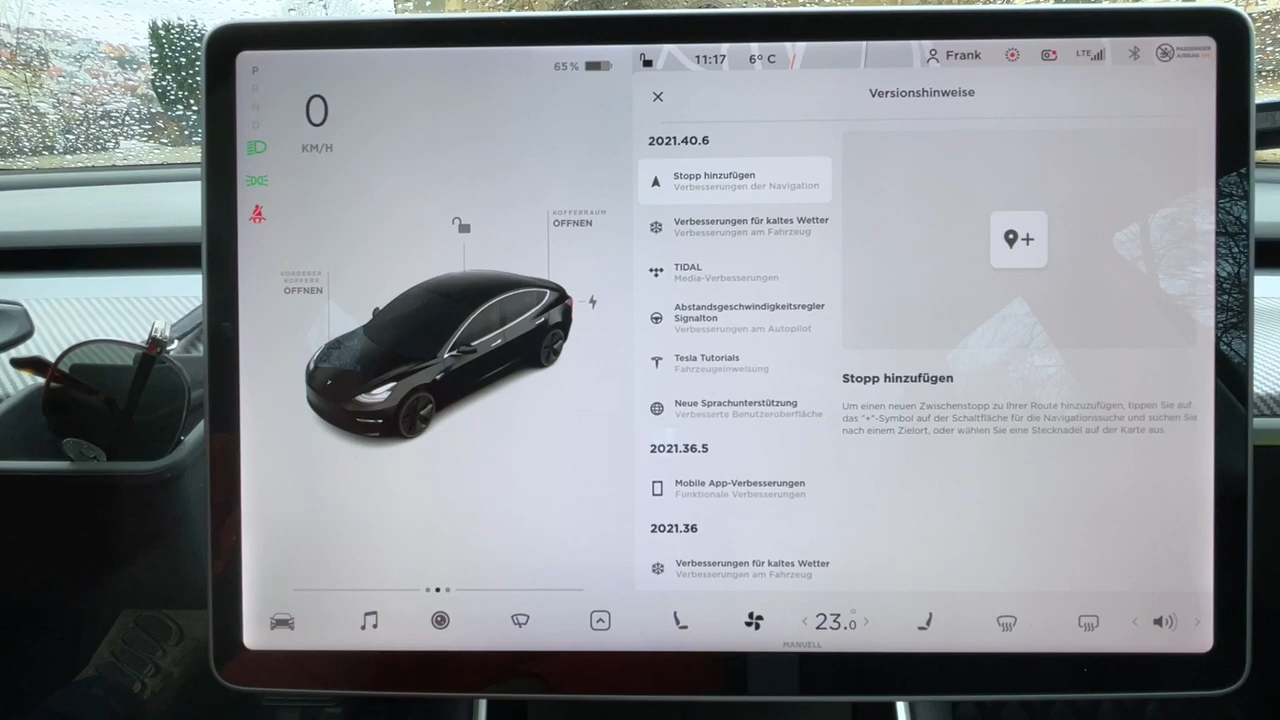 P
R
N
D
65 %
0
KM/H
KOFFERRAUM
ÖFFNEN
VORDERER
KOFFERR.
ÖFFNEN
11:17
6° C
Frank
LTE
PASSENGER
AIRBAG
Versionshinweise
2021.40.6
Stopp hinzufügen
Verbesserungen der Navigation
Verbesserungen für kaltes Wetter
Verbesserungen am Fahrzeug
TIDAL
Media-Verbesserungen
Abstandsgeschwindigkeitsregler
Signalton
Verbesserungen am Autopilot
Tesla Tutorials
Fahrzeugeinweisung
Neue Sprachunterstützung
Verbesserte Benutzeroberfläche
2021.36.5
Mobile App-Verbesserungen
Funktionale Verbesserungen
2021.36
Verbesserungen für kaltes Wetter
Verbesserungen am Fahrzeug
Stopp hinzufügen
Um einen neuen Zwischenstopp zu Ihrer Route hinzuzufügen, tippen Sie auf
das "+"-Symbol auf der Schaltfläche für die Navigationssuche und suchen Sie
nach einem Zielort, oder wählen Sie eine Stecknadel auf der Karte aus.
23.0
MANUELL